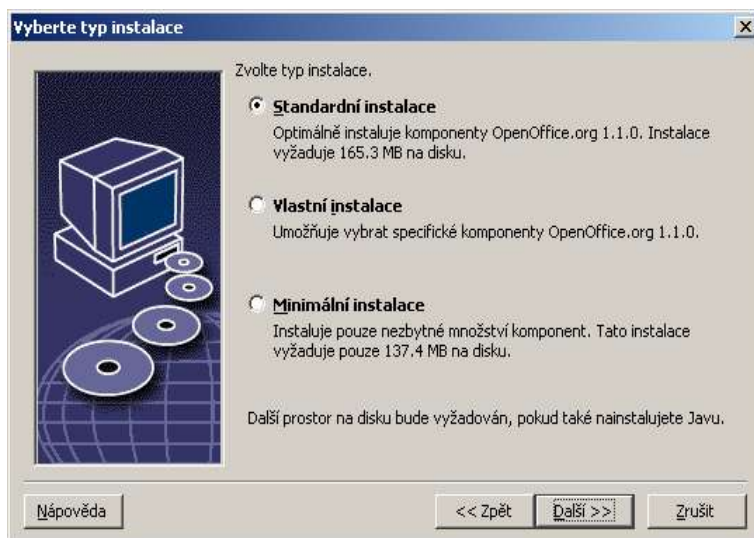 Vyberte typ instalace
Zvolte typ instalace.
Standardní instalace
Optimálně instaluje komponenty OpenOffice.org 1.1.0. Instalace
vyžaduje 165.3 MB na disku.
Vlastní instalace
Umožňuje vybrat specifické komponenty OpenOffice.org 1.1.0.
Minimální instalace
Instaluje pouze nezbytné množství komponent. Tato instalace
vyžaduje pouze 137.4 MB na disku.
Další prostor na disku bude vyžadován, pokud také nainstalujete Javu.
Nápověda
<< Zpět
Další >>
Zrušit